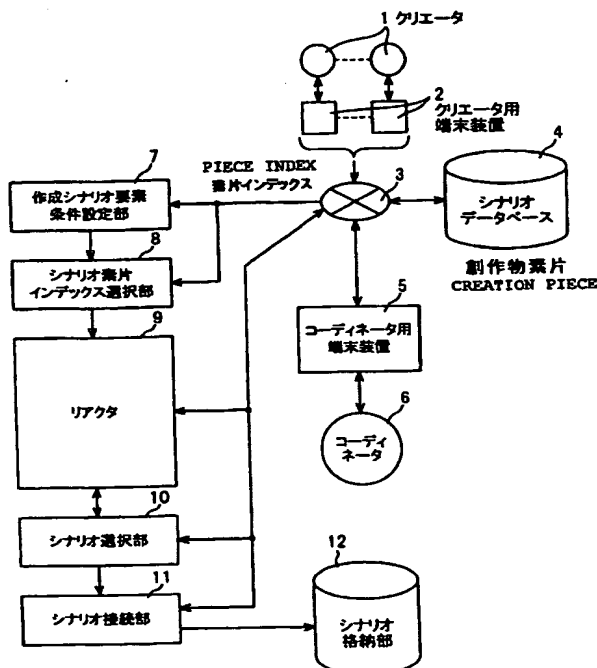 1 クリエータ
2
クリエータ用
端末装置
3
4
シナリオ
データベース
創作物素片
CREATION PIECE
PIECE INDEX
素片インデックス
5
コーディネータ用
端末装置
6
コーディ
ネータ
7
作成シナリオ要素
条件設定部
8
シナリオ素片
インデックス選択部
9
リアクタ
10
シナリオ選択部
11
シナリオ接続部
12
シナリオ
格納部